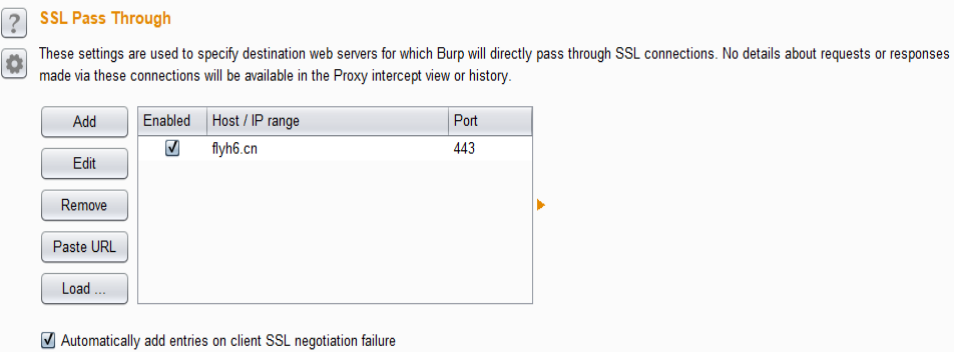 ?
SSL Pass Through
These settings are used to specify destination web servers for which Burp will directly pass through SSL connections. No details about requests or responses
made via these connections will be available in the Proxy intercept view or history.
Add
Enabled Host / IP range Port
flyh6.cn 443
Edit
Remove
Paste URL
Load ...
Automatically add entries on client SSL negotiation failure